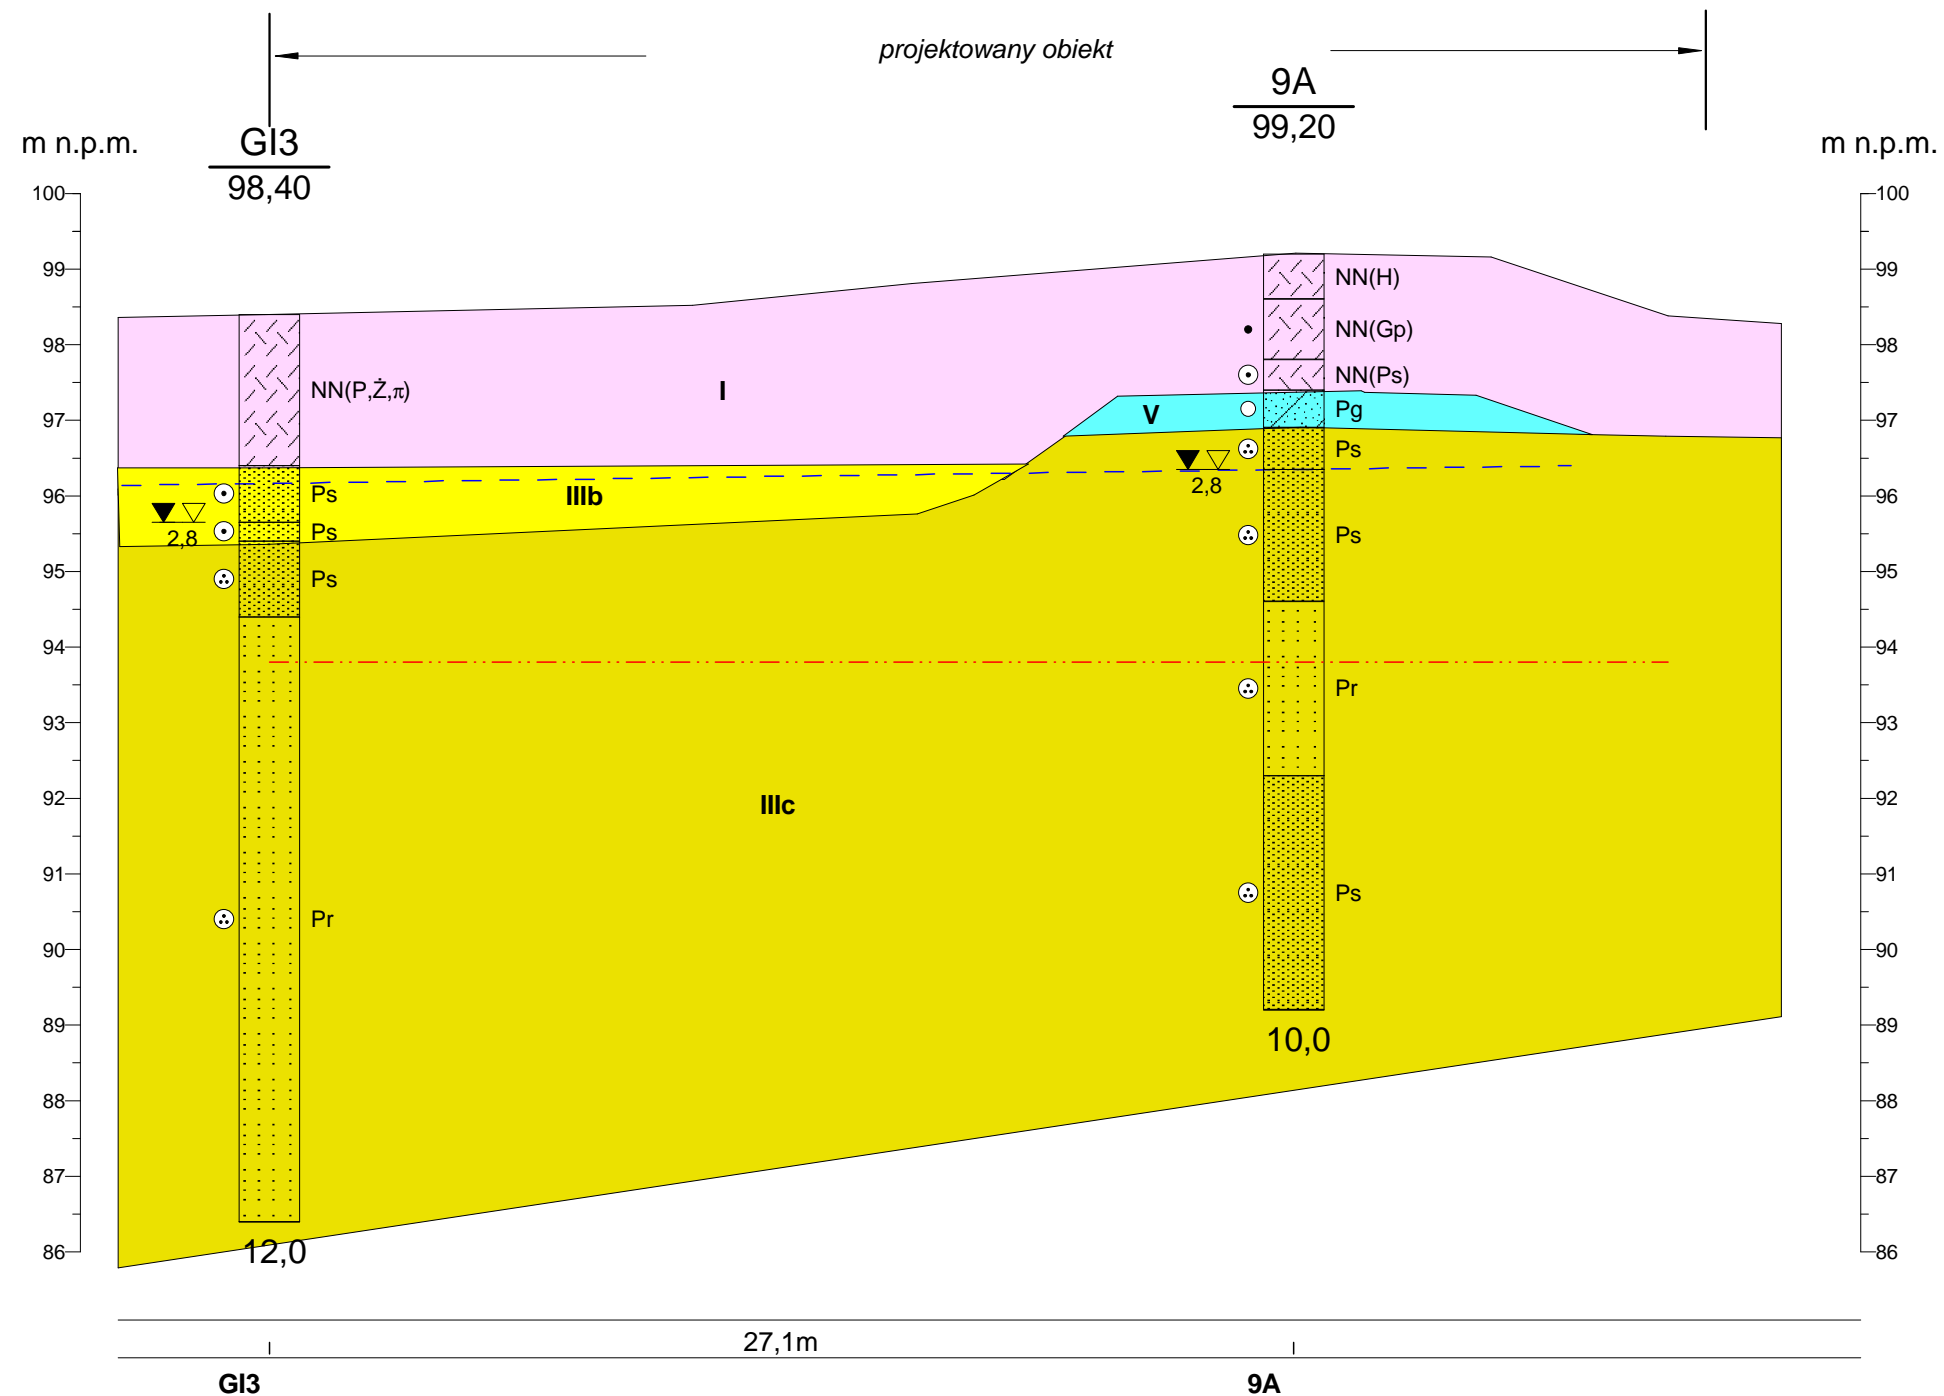 projektowany obiekt
9A
99,20
m n.p.m.
GI3
98,40
m n.p.m.
100
99
98
97
96
95
94
93
92
91
90
89
88
87
86
NN(P,Ż,π)
Ps
Ps
Ps
Pr
2,8
12,0
I
IIIb
V
IIIc
NN(H)
NN(Gp)
NN(Ps)
Pg
Ps
Ps
Pr
Ps
2,8
10,0
100
99
98
97
96
95
94
93
92
91
90
89
88
87
86
27,1m
GI3
9A